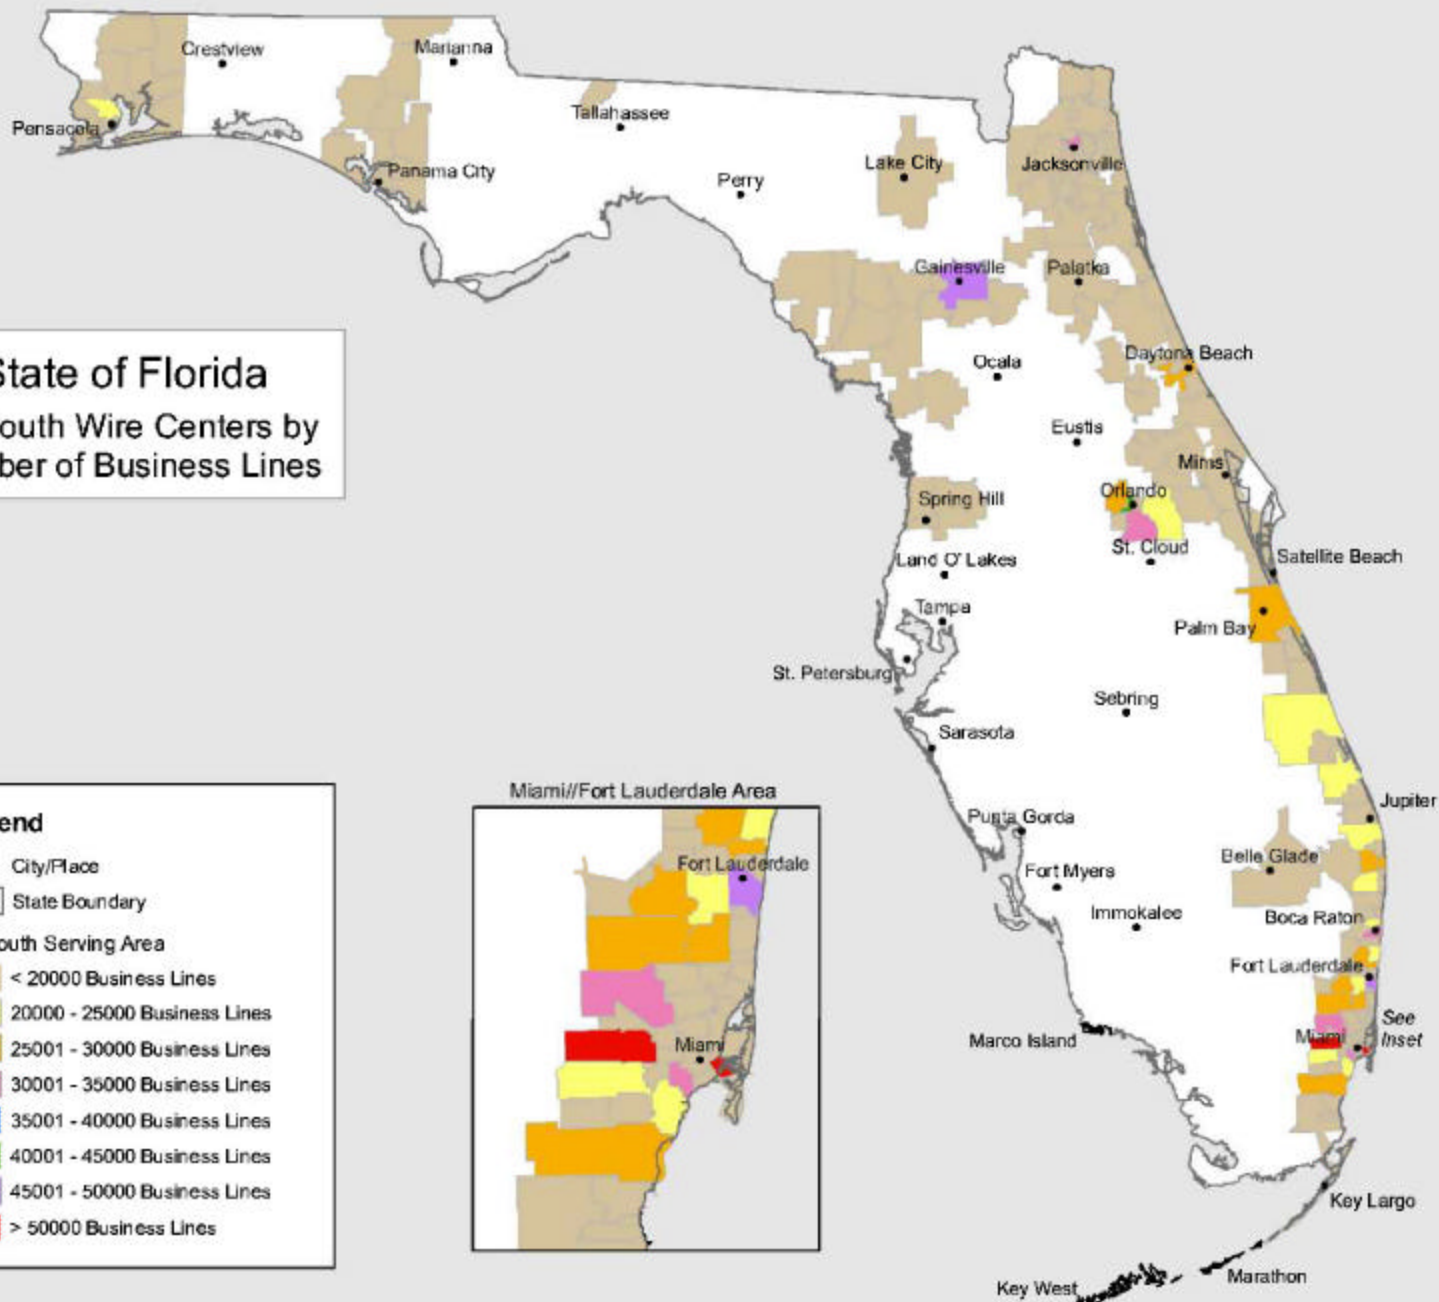 Crestview
Marianna
Pensacola
Tallahassee
Panama City
Perry
Lake City
Jacksonville
Gainesville
Palatka
Daytona Beach
Ocala
Eustis
Mims
Orlando
Spring Hill
St. Cloud
Land O' Lakes
Satellite Beach
Tampa
Palm Bay
St. Petersburg
Sebring
Sarasota
Jupiter
Punta Gorda
Belle Glade
Fort Myers
Immokalee
Boca Raton
Fort Lauderdale
See
Inset
Miami
Marco Island
Key Largo
Marathon
Key West
State of Florida
outh Wire Centers by
ber of Business Lines
end
City/Place
State Boundary
outh Serving Area
< 20000 Business Lines
20000 - 25000 Business Lines
25001 - 30000 Business Lines
30001 - 35000 Business Lines
35001 - 40000 Business Lines
40001 - 45000 Business Lines
45001 - 50000 Business Lines
> 50000 Business Lines
Miami//Fort Lauderdale Area
Fort Lauderdale
Miami